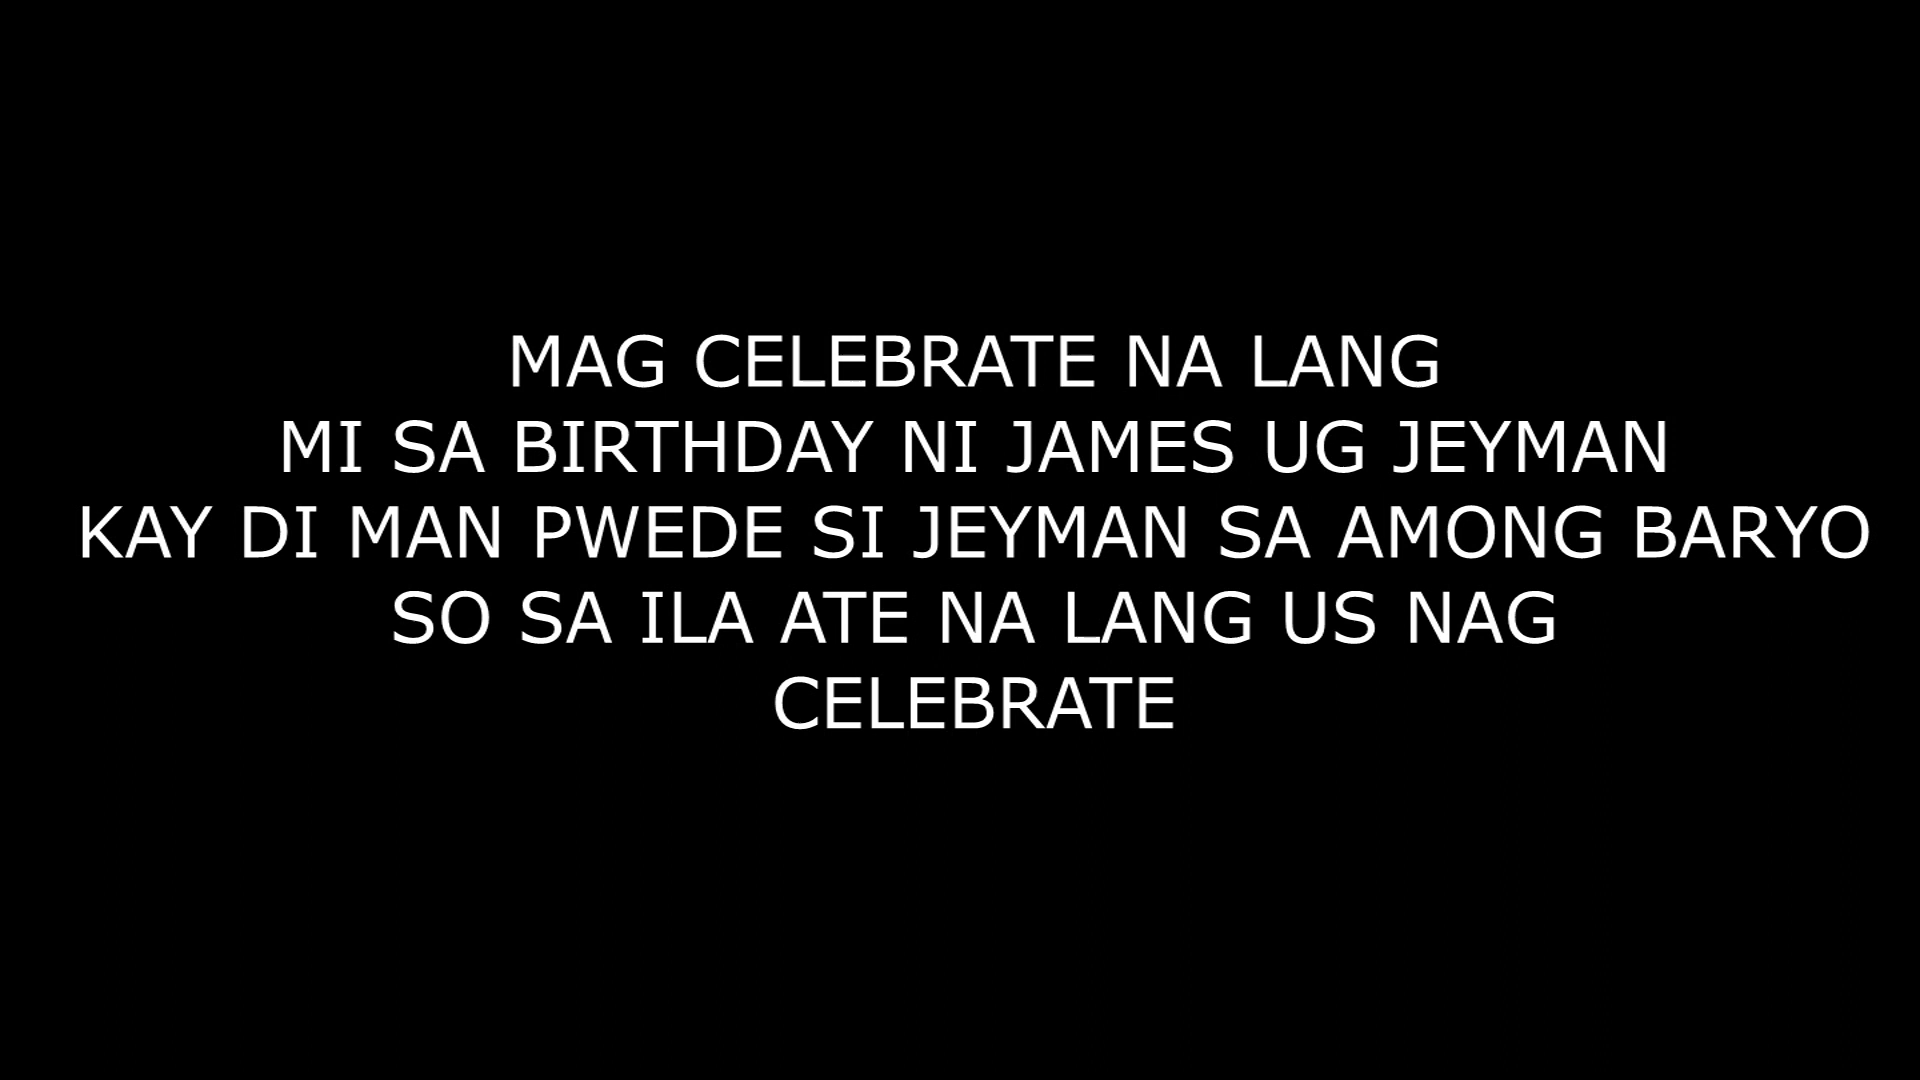 MAG CELEBRATE NA LANG
MI SA BIRTHDAY NI JAMES UG JEYMAN
KAY DI MAN PWEDE SI JEYMAN SA AMONG BARYO
SO SA ILA ATE NA LANG US NAG
CELEBRATE